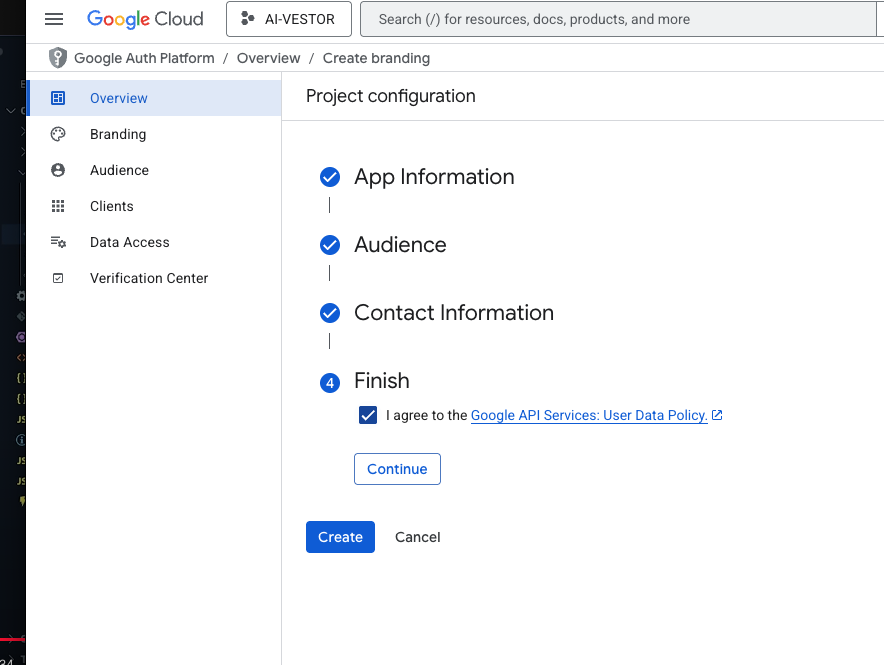 Google Cloud
AI-VESTOR
Search (/) for resources, docs, products, and more
Google Auth Platform / Overview / Create branding
Overview
Branding
Audience
Clients
Data Access
Verification Center
Project configuration
App Information
Audience
Contact Information
4 Finish
I agree to the Google API Services: User Data Policy.
Continue
Create Cancel